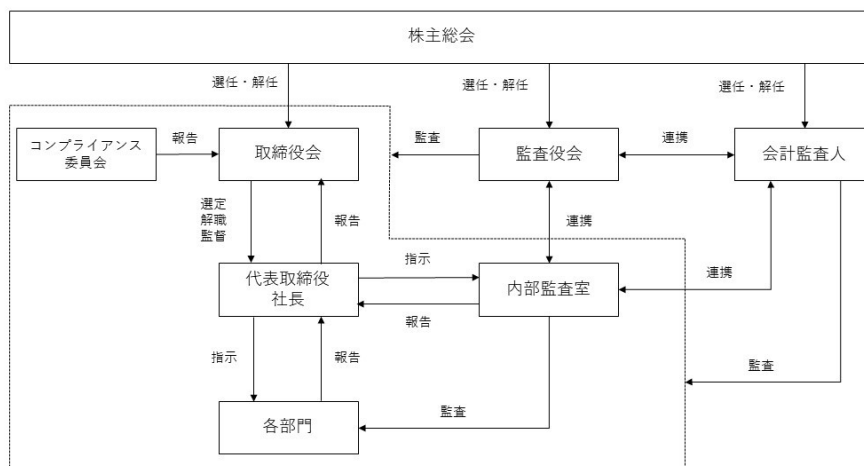 株主総会
選任・解任
選任・解任
選任・解任
コンプライアンス
委員会
報告
取締役会
監査
監査役会
連携
会計監査人
選定
解職
監督
報告
連携
代表取締役
社長
指示
報告
内部監査室
連携
指示
報告
監査
各部門
監査